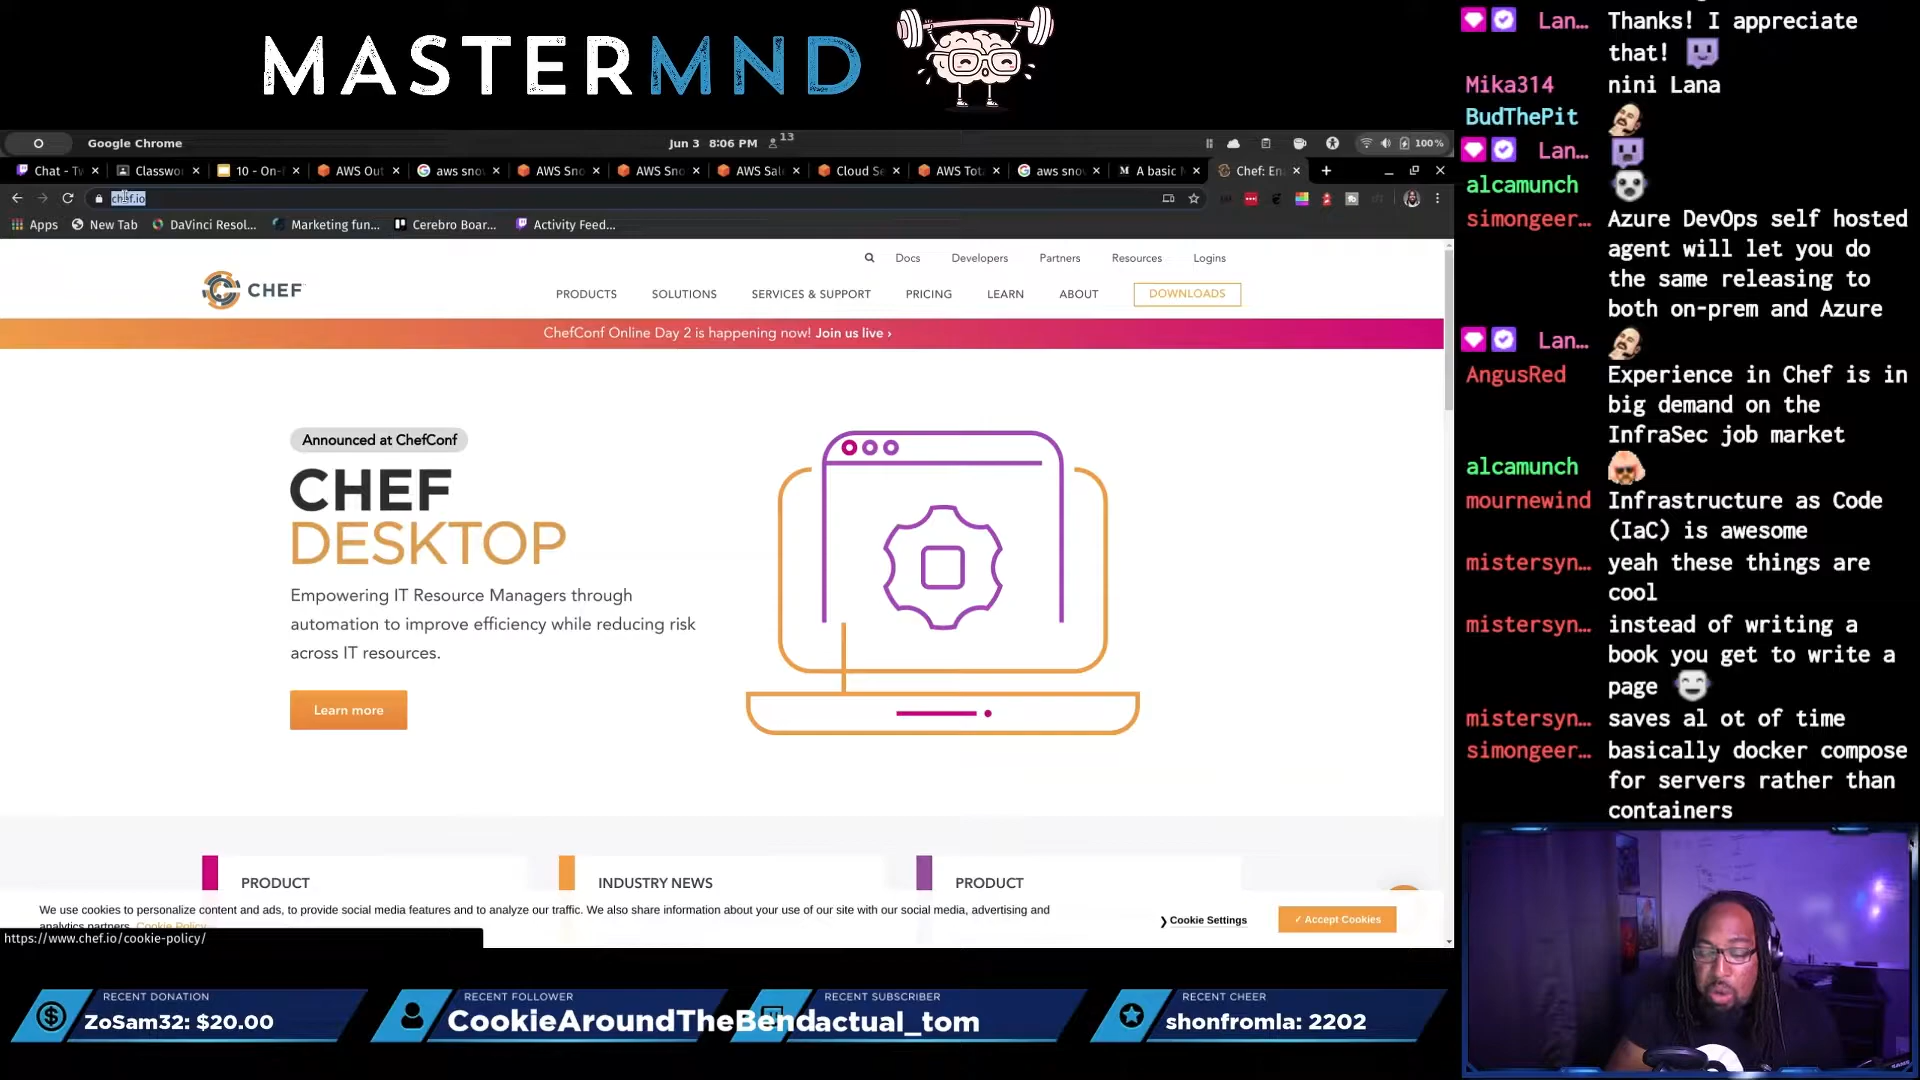 MASTERMND
Google Chrome
Jun 3 8:06 PM
13
100%
Chat - Tw
Classwo
10 - On-
AWS Out
aws snow
AWS Sno
AWS Sno
AWS Sal
Cloud Se
AWS Tot
aws snow
A basic
Chef: En
chef.io
Apps
New Tab
DaVinci Resol...
Marketing fun...
Cerebro Boar...
Activity Feed...
Docs
Developers
Partners
Resources
Logins
CHEF
PRODUCTS
SOLUTIONS
SERVICES & SUPPORT
PRICING
LEARN
ABOUT
DOWNLOADS
ChefConf Online Day 2 is happening now! Join us live ›
Announced at ChefConf
CHEF
DESKTOP
Empowering IT Resource Managers through
automation to improve efficiency while reducing risk
across IT resources.
Learn more
PRODUCT
INDUSTRY NEWS
PRODUCT
We use cookies to personalize content and ads, to provide social media features and to analyze our traffic. We also share information about your use of our site with our social media, advertising and
analytics partners. Cookie Policy
Cookie Settings
✓ Accept Cookies
https://www.chef.io/cookie-policy/
Lan... Thanks! I appreciate
that!
Mika314 nini Lana
BudThePit
Lan...
alcamunch
simongeer... Azure DevOps self hosted
agent will let you do
the same releasing to
both on-prem and Azure
Lan...
AngusRed Experience in Chef is in
big demand on the
InfraSec job market
alcamunch
mournewind Infrastructure as Code
(IaC) is awesome
mistersyn... yeah these things are
cool
mistersyn... instead of writing a
book you get to write a
page
mistersyn... saves al ot of time
simongeer... basically docker compose
for servers rather than
containers
RECENT DONATION
ZoSam32: $20.00
RECENT FOLLOWER
CookieAroundTheBend
RECENT SUBSCRIBER
actual_tom
RECENT CHEER
shonfromla: 2202